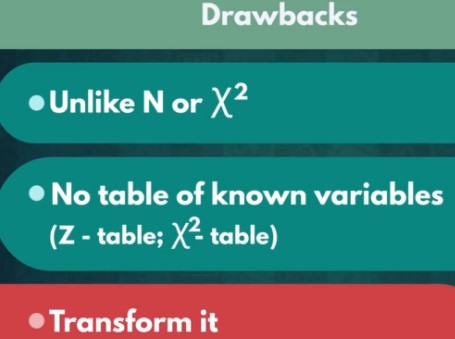 Drawbacks
• Unlike N or χ²
• No table of known variables
(Z - table; χ²- table)
• Transform it